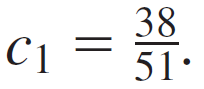 c₁ = 38/51.